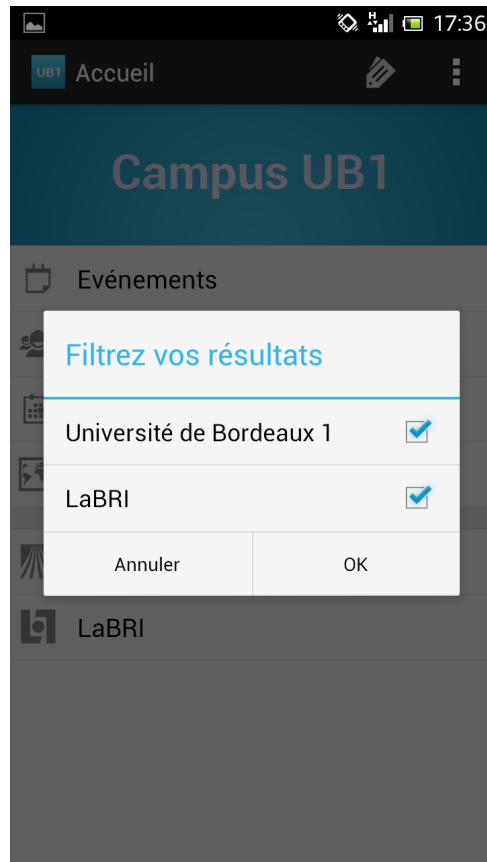 H
17:36
UB1
Accueil
Campus UB1
Evénements
Filtrez vos résultats
Université de Bordeaux 1
LaBRI
Annuler
OK
LaBRI